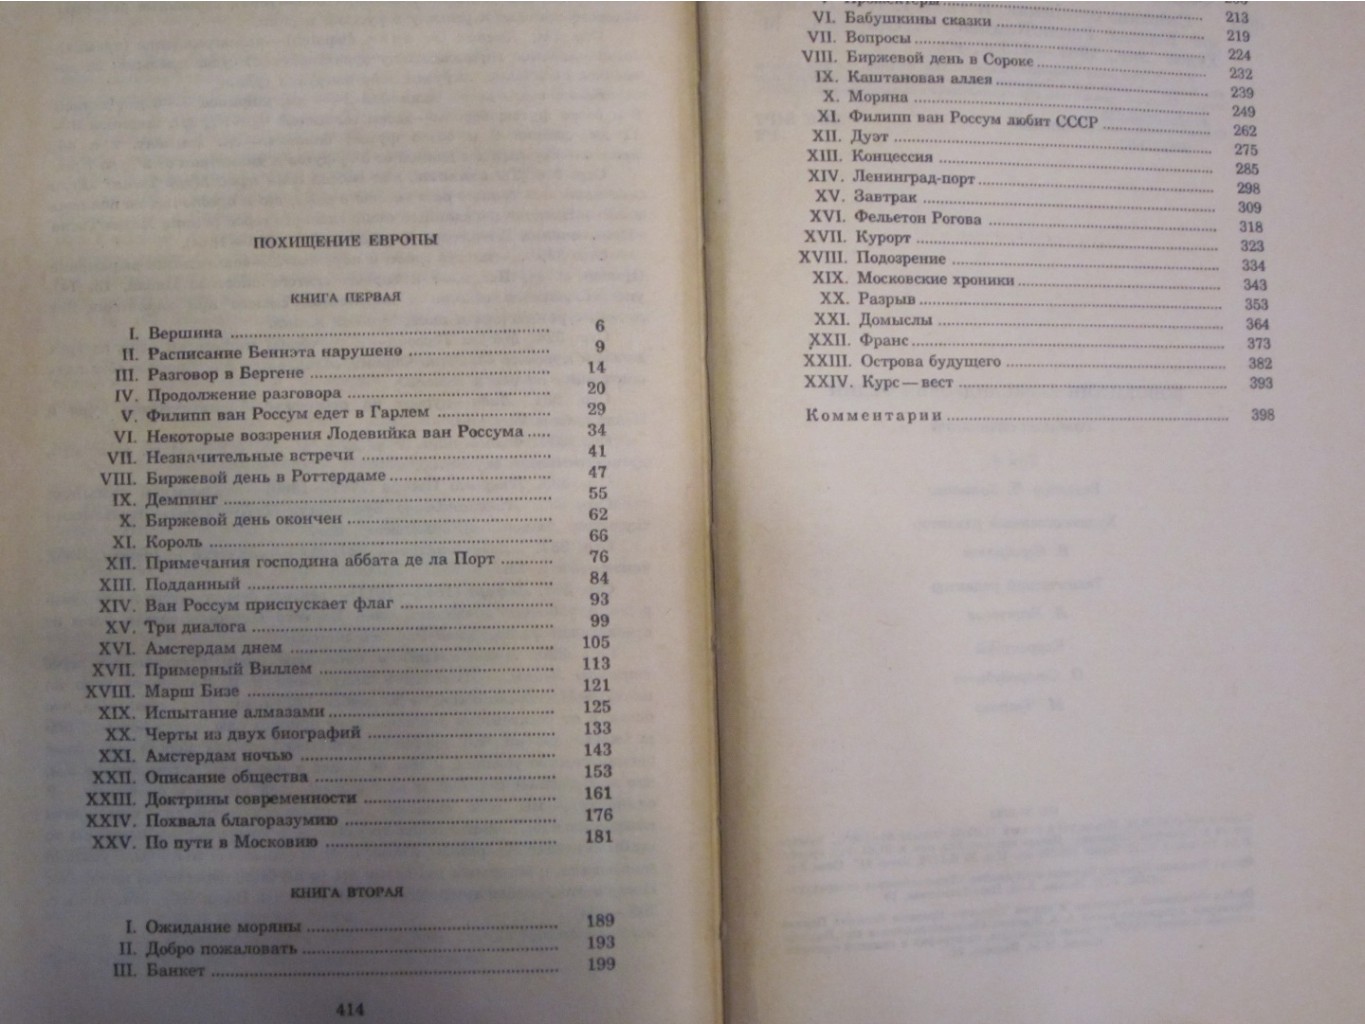 ПОХИЩЕНИЕ ЕВРОПЫ
КНИГА ПЕРВАЯ
I. Вершина ........ 6
II. Расписание Беннэта нарушено ........ 9
III. Разговор в Бергене ........ 14
IV. Продолжение разговора ........ 20
V. Филипп ван Россум едет в Гарлем ........ 29
VI. Некоторые воззрения Лодевийка ван Россума ..... 34
VII. Незначительные встречи ........ 41
VIII. Биржевой день в Роттердаме ........ 47
IX. Демпинг ........ 55
X. Биржевой день окончен ........ 62
XI. Король ........ 66
XII. Примечания господина аббата де ла Порт ........ 76
XIII. Подданный ........ 84
XIV. Ван Россум приспускает флаг ........ 93
XV. Три диалога ........ 99
XVI. Амстердам днем ........ 105
XVII. Примерный Виллем ........ 113
XVIII. Марш Бизе ........ 121
XIX. Испытание алмазами ........ 125
XX. Черты из двух биографий ........ 133
XXI. Амстердам ночью ........ 143
XXII. Описание общества ........ 153
XXIII. Доктрины современности ........ 161
XXIV. Похвала благоразумию ........ 176
XXV. По пути в Московию ........ 181
КНИГА ВТОРАЯ
I. Ожидание моряны ........ 189
II. Добро пожаловать ........ 193
III. Банкет ........ 199
414
V. Прожектеры ........ 213
VI. Бабушкины сказки ........ 219
VII. Вопросы ........ 224
VIII. Биржевой день в Сороке ........ 232
IX. Каштановая аллея ........ 239
X. Моряна ........ 249
XI. Филипп ван Россум любит СССР ........ 262
XII. Дуэт ........ 275
XIII. Концессия ........ 285
XIV. Ленинград-порт ........ 298
XV. Завтрак ........ 309
XVI. Фельетон Рогова ........ 318
XVII. Курорт ........ 323
XVIII. Подозрение ........ 334
XIX. Московские хроники ........ 343
XX. Разрыв ........ 353
XXI. Домыслы ........ 364
XXII. Франс ........ 373
XXIII. Острова будущего ........ 382
XXIV. Курс — вест ........ 393
Комментарии ........ 398